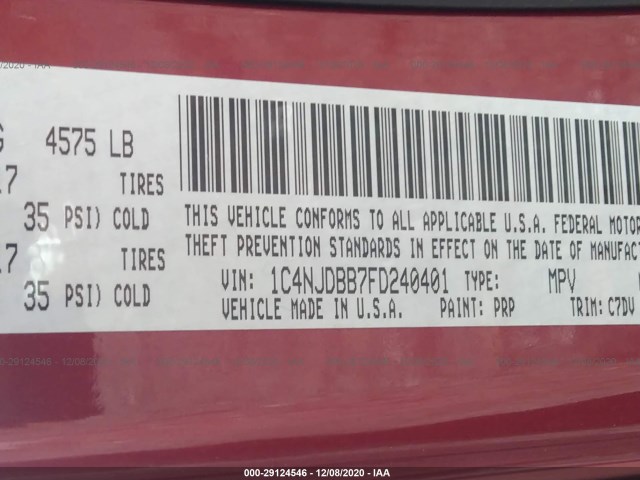 4575 LB
17 TIRES
35 PSI) COLD
17
35 PSI) COLD
TIRES
THIS VEHICLE CONFORMS TO ALL APPLICABLE U.S.A. FEDERAL MOTOR
THEFT PREVENTION STANDARDS IN EFFECT ON THE DATE OF MANUFAC
VIN: 1C4NJDBB7FD240401 TYPE: MPV
VEHICLE MADE IN U.S.A. PAINT: PRP TRIM: C7DV
000-29124546 - 12/08/2020 - IAA